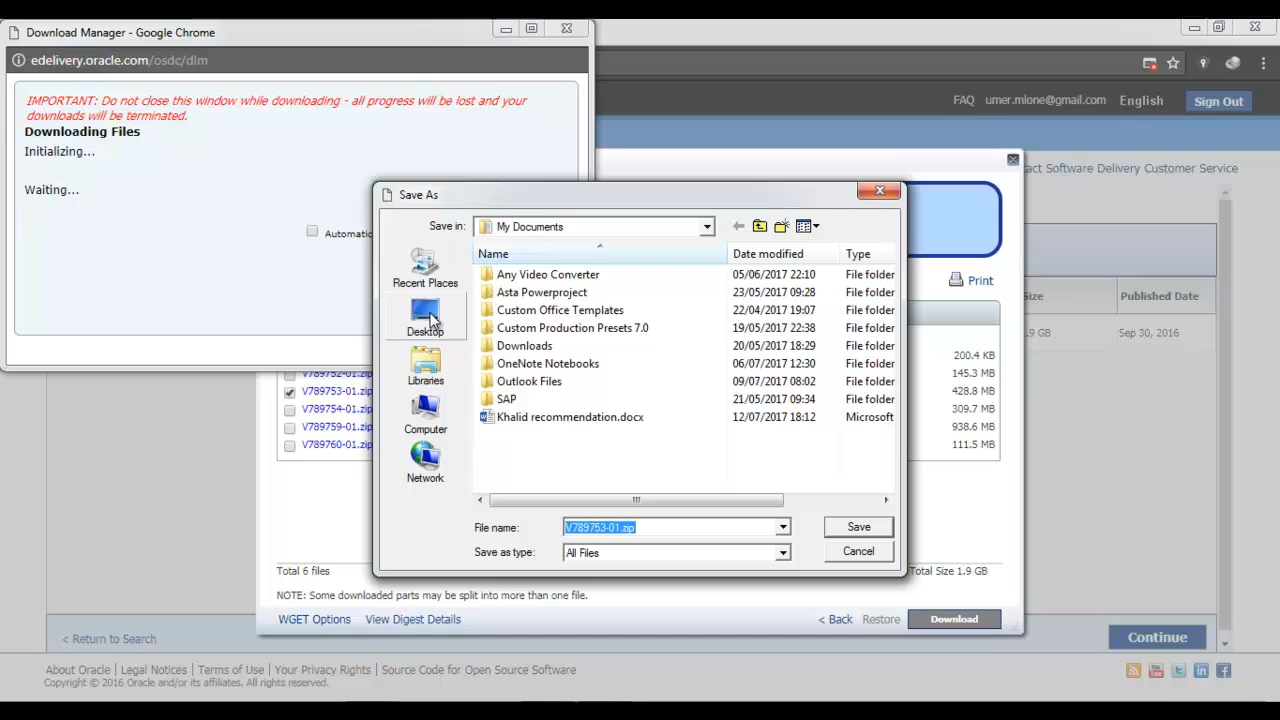 Download Manager - Google Chrome
edelivery.oracle.com/osdc/dlm
IMPORTANT: Do not close this window while downloading - all progress will be lost and your
downloads will be terminated.
Downloading Files
Initializing...
Waiting...
Automatic
FAQ
umer.mlone@gmail.com
English
Sign Out
act Software Delivery Customer Service
Print
Size
Published Date
.9 GB
Sep 30, 2016
Save As
Save in:
My Documents
Recent Places
Desktop
Libraries
Computer
Network
Name
Date modified
Type
Any Video Converter
05/06/2017 22:10
File folder
Asta Powerproject
23/05/2017 09:28
File folder
Custom Office Templates
22/04/2017 19:07
File folder
Custom Production Presets 7.0
19/05/2017 22:38
File folder
Downloads
20/05/2017 18:29
File folder
OneNote Notebooks
06/07/2017 12:30
File folder
Outlook Files
09/07/2017 08:02
File folder
SAP
21/05/2017 09:34
File folder
Khalid recommendation.docx
12/07/2017 18:12
Microsoft
File name:
V789753-01.zip
Save
Save as type:
All Files
Cancel
200.4 KB
V789752-01.zip
145.3 MB
V789753-01.zip
428.8 MB
V789754-01.zip
309.7 MB
V789759-01.zip
938.6 MB
V789760-01.zip
111.5 MB
Total 6 files
Total Size 1.9 GB
NOTE: Some downloaded parts may be split into more than one file.
WGET Options
View Digest Details
< Back
Restore
Download
< Return to Search
Continue
About Oracle | Legal Notices | Terms of Use | Your Privacy Rights | Source Code for Open Source Software
Copyright © 2016 Oracle and/or its affiliates. All rights reserved.